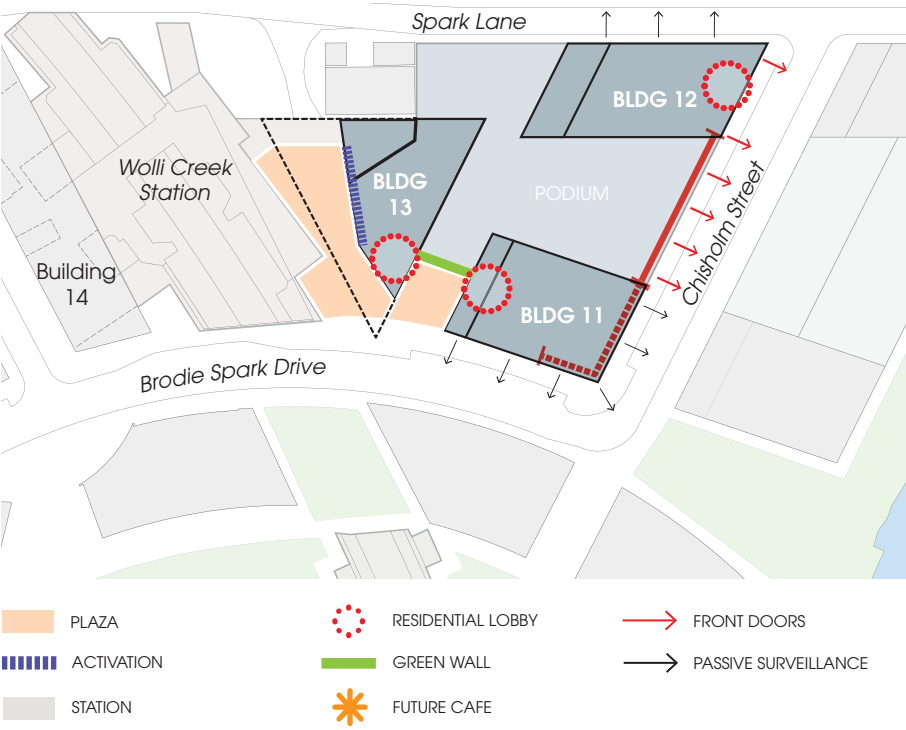 Spark Lane
BLDG 12
Wolli Creek
Station
BLDG
13
PODIUM
Chisholm Street
Building
14
BLDG 11
Brodie Spark Drive
PLAZA
RESIDENTIAL LOBBY
FRONT DOORS
ACTIVATION
GREEN WALL
PASSIVE SURVEILLANCE
STATION
FUTURE CAFE